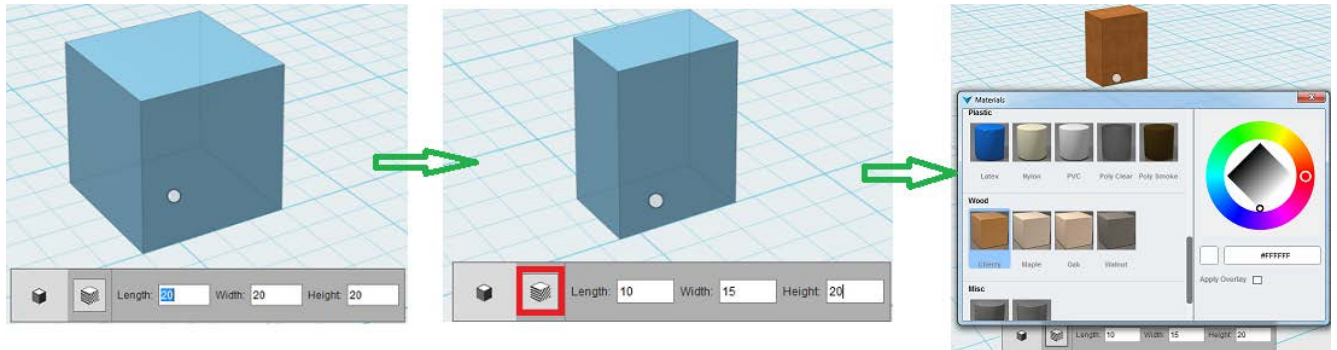 Length: 20 Width: 20 Height: 20
Length: 10 Width: 15 Height: 20
Materials
Plastic
Latex Nylon PVC Poly Clear Poly Smoke
Wood
Cherry Maple Oak Walnut
#FFFFFF
Apply Overlay
Misc
Length: 10 Width: 15 Height: 20